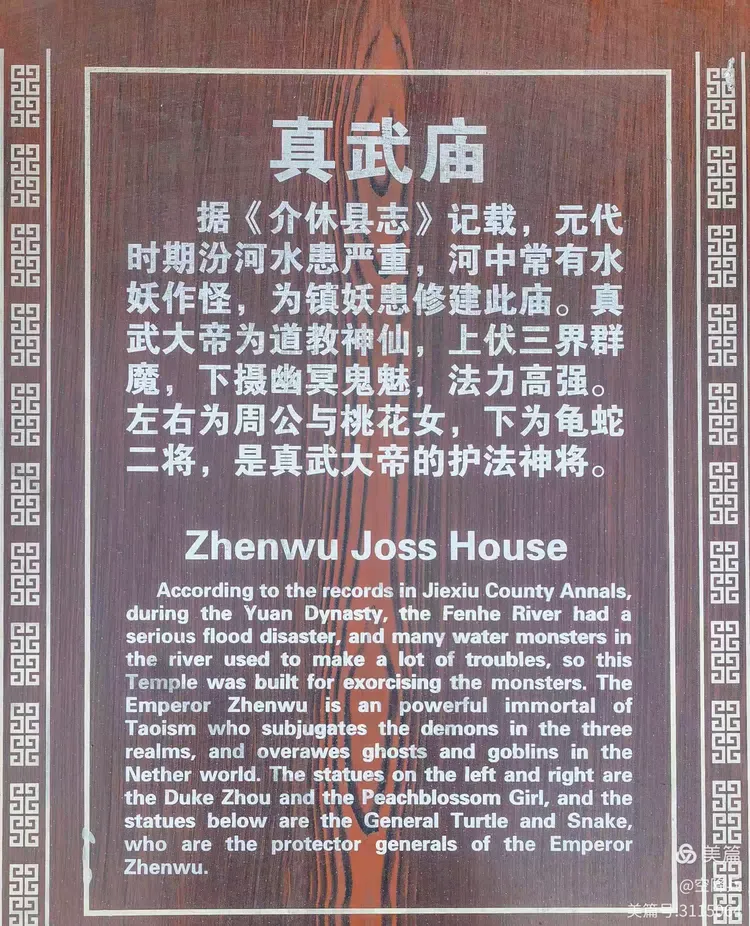 真武庙
据《介休县志》记载，元代
时期汾河水患严重，河中常有水
妖作怪，为镇妖患修建此庙。真
武大帝为道教神仙，上伏三界群
魔，下摄幽冥鬼魅，法力高强。
左右为周公与桃花女，下为龟蛇
二将，是真武大帝的护法神将。
Zhenwu Joss House
According to the records in Jiexiu County Annals,
during the Yuan Dynasty, the Fenhe River had a
serious flood disaster, and many water monsters in
the river used to make a lot of troubles, so this
Temple was built for exorcising the monsters. The
Emperor Zhenwu is an powerful immortal of
Taoism who subjugates the demons in the three
realms, and overawes ghosts and goblins in the
Nether world. The statues on the left and right are
the Duke Zhou and the Peachblossom Girl, and the
statues below are the General Turtle and Snake,
who are the protector generals of the Emperor
Zhenwu.
美篇
美篇号